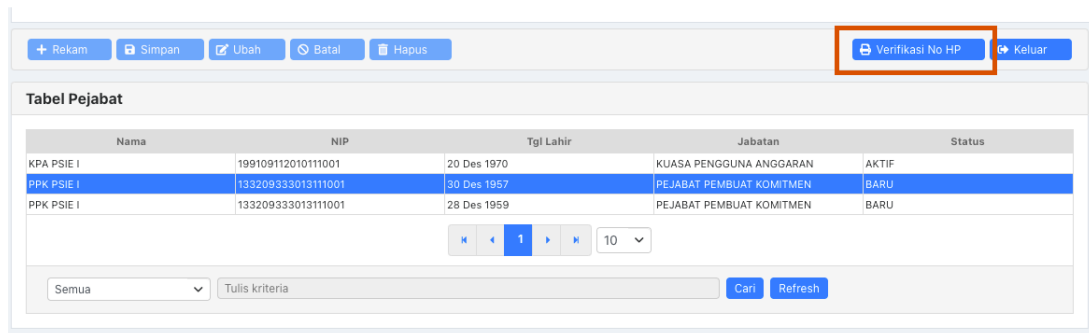 Rekam Simpan Ubah Batal Hapus Verifikasi No HP Keluar
Tabel Pejabat
Nama NIP Tgl Lahir Jabatan Status
KPA PSIE I 199109112010111001 20 Des 1970 KUASA PENGGUNA ANGGARAN AKTIF
PPK PSIE I 133209333013111001 30 Des 1957 PEJABAT PEMBUAT KOMITMEN BARU
PPK PSIE I 133209333013111001 28 Des 1959 PEJABAT PEMBUAT KOMITMEN BARU
1 10
Semua Tulis kriteria Cari Refresh